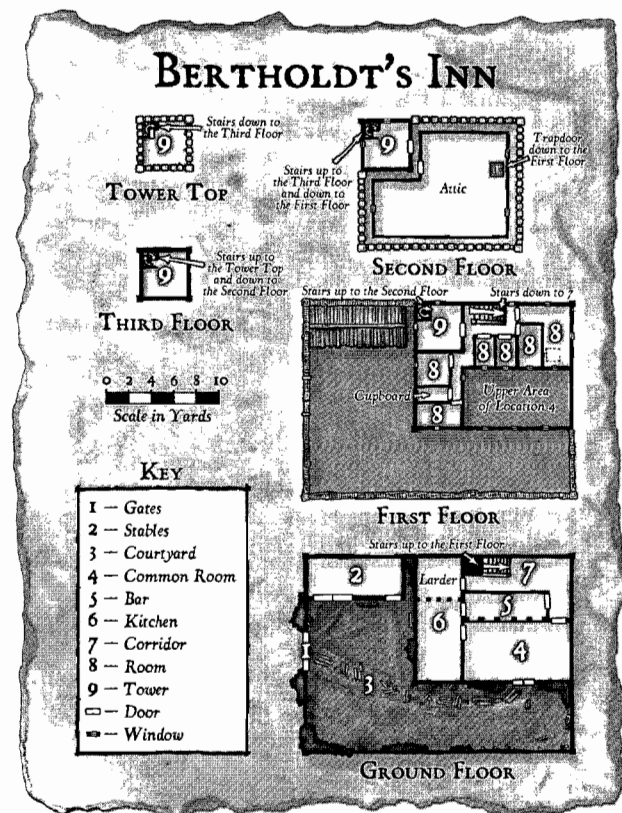 BERTHOLDT'S INN
Stairs down to
the Third Floor
9
TOWER TOP
Stairs up to
the Third Floor
and down to
the First Floor
9
Attic
Trapdoor
down to the
First Floor
SECOND FLOOR
Stairs up to
the Tower Top
and down to
the Second Floor
9
THIRD FLOOR
Stairs up to the Second Floor
Stairs down to 7
9
8
8
8
8
8
Cupboard
8
Upper Area
of Location 4
FIRST FLOOR
0 2 4 6 8 10
Scale in Yards
KEY
1 – Gates
2 – Stables
3 – Courtyard
4 – Common Room
5 – Bar
6 – Kitchen
7 – Corridor
8 – Room
9 – Tower
– Door
– Window
Stairs up to the First Floor
2
Larder
7
5
6
1
4
3
GROUND FLOOR